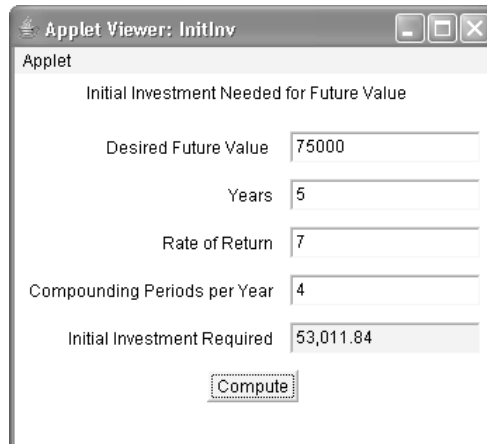 Applet Viewer: InitInv
Applet
Initial Investment Needed for Future Value
Desired Future Value 75000
Years 5
Rate of Return 7
Compounding Periods per Year 4
Initial Investment Required 53,011.84
Compute